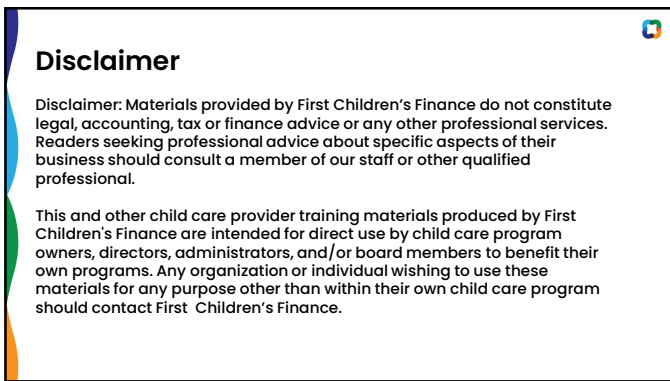 Disclaimer
Disclaimer: Materials provided by First Children’s Finance do not constitute
legal, accounting, tax or finance advice or any other professional services.
Readers seeking professional advice about specific aspects of their
business should consult a member of our staff or other qualified
professional.
This and other child care provider training materials produced by First
Children's Finance are intended for direct use by child care program
owners, directors, administrators, and/or board members to benefit their
own programs. Any organization or individual wishing to use these
materials for any purpose other than within their own child care program
should contact First  Children’s Finance.